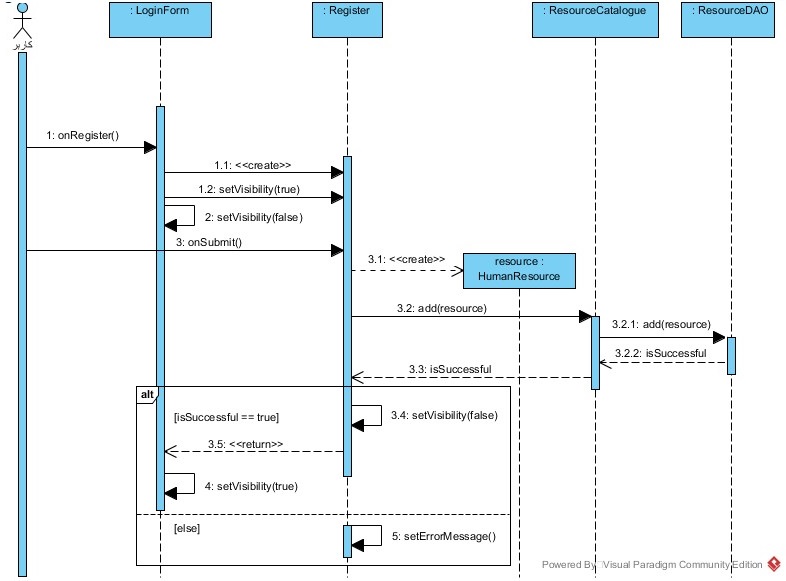 : LoginForm
: Register
: ResourceCatalogue
: ResourceDAO
کاربر
1: onRegister()
1.1: <<create>>
1.2: setVisibility(true)
2: setVisibility(false)
3: onSubmit()
3.1: <<create>>
resource :
HumanResource
3.2: add(resource)
3.2.1: add(resource)
3.2.2: isSuccessful
3.3: isSuccessful
alt
[isSuccessful == true]
3.4: setVisibility(false)
3.5: <<return>>
4: setVisibility(true)
[else]
5: setErrorMessage()
Powered By Visual Paradigm Community Edition